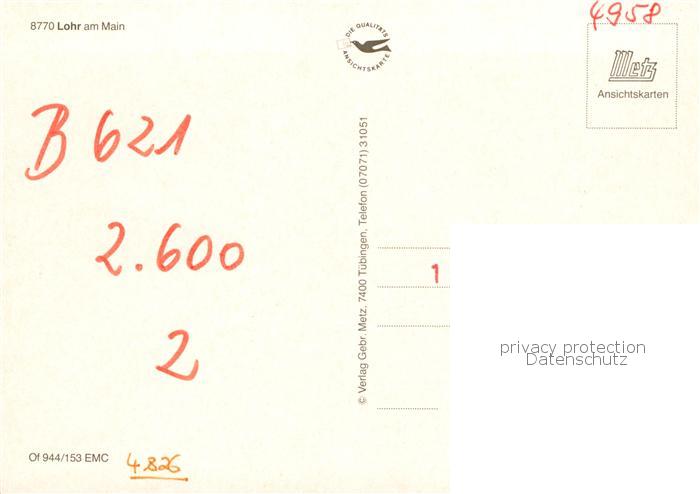 8770 Lohr am Main
DIE QUALITÄTS
ANSICHTSKARTE
4958
Metz
Ansichtskarten
B 621
2.600
2
© Verlag Gebr. Metz, 7400 Tübingen, Telefon (07071) 31051
1
privacy protection
Datenschutz
Of 944/153 EMC
4826